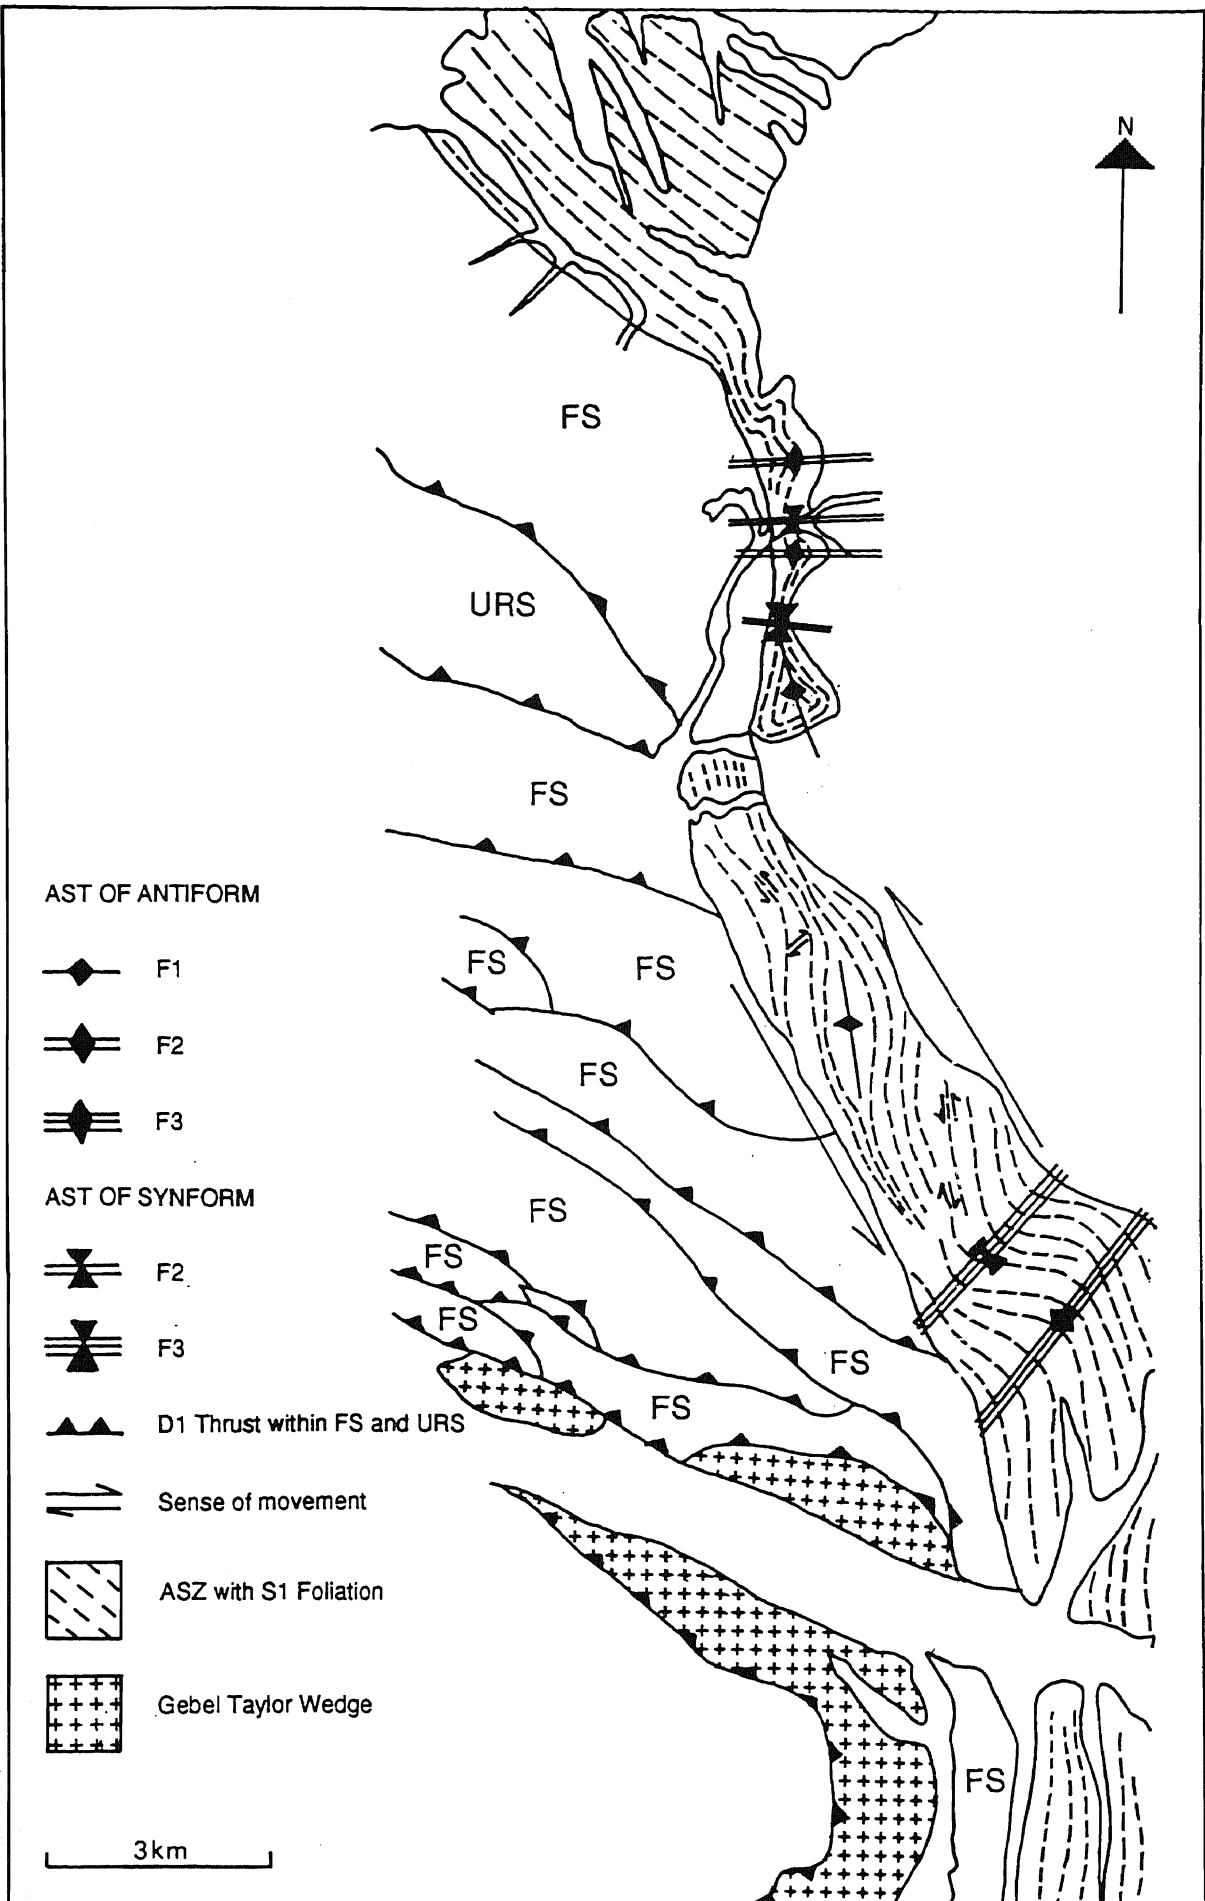 N
FS
URS
FS
FS
FS
FS
FS
FS
FS
FS
FS
FS
AST OF ANTIFORM
F1
F2
F3
AST OF SYNFORM
F2
F3
D1 Thrust within FS and URS
Sense of movement
ASZ with S1 Foliation
Gebel Taylor Wedge
3km